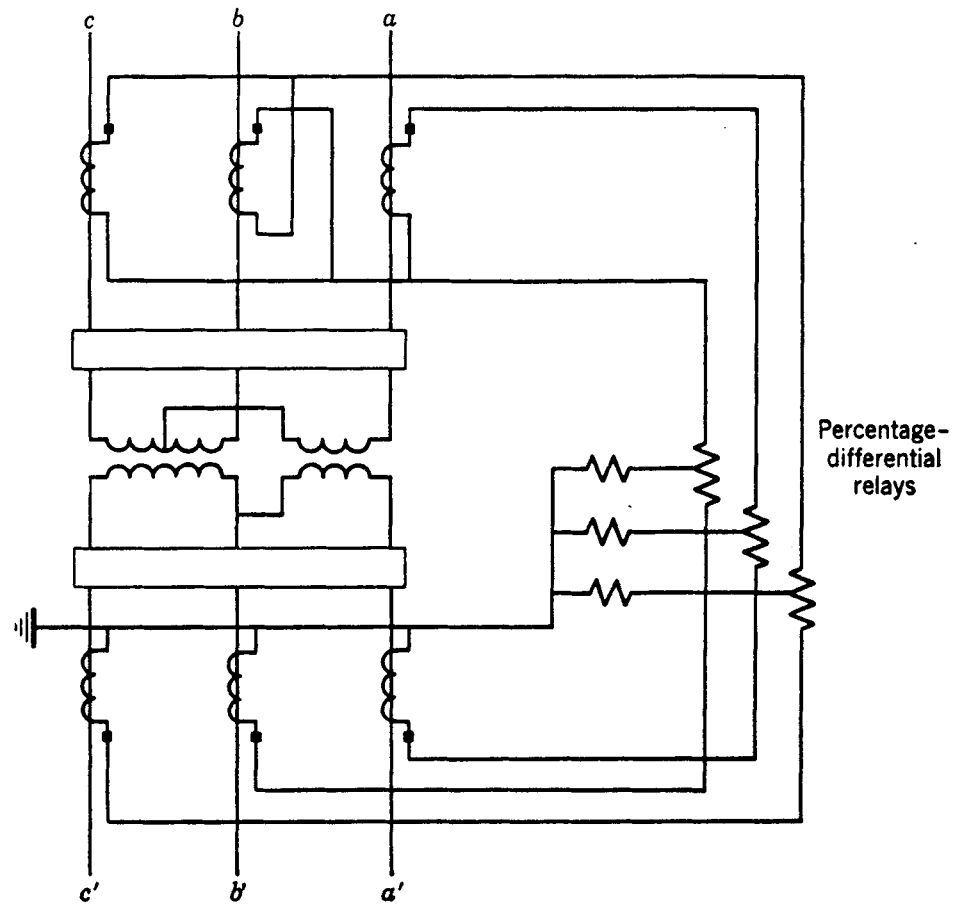 c b a
Percentage-
differential
relays
c' b' a'